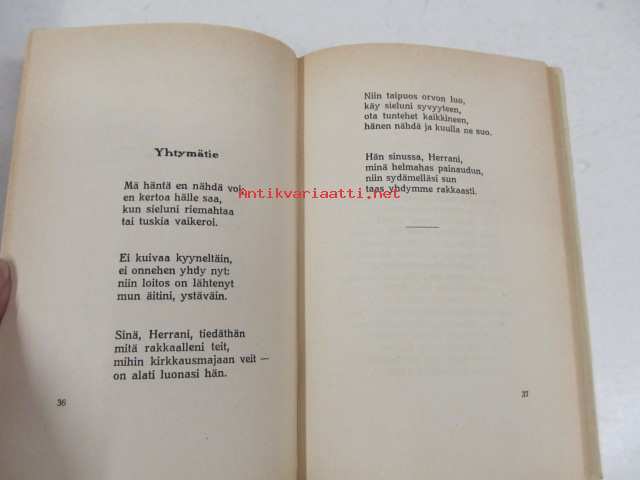 Yhtymätie
Mä häntä en nähdä voi,
en kertoa hälle saa,
kun sieluni riemahtaa
tai tuskia vaikeroi.
Ei kuivaa kyyneltäin,
ei onnehen yhdy nyt:
niin loitos on lähtenyt
mun äitini, ystäväin.
Sinä, Herrani, tiedäthän
mitä rakkaalleni teit,
mihin kirkkausmajaan veit —
on alati luonasi hän.
36
Niin taipuos orvon luo,
käy sieluni syvyyteen,
ota tuntehet kaikkineen,
hänen nähdä ja kuulla ne suo.
Hän sinussa, Herrani,
minä helmahas painaudun,
niin sydämelläsi sun
taas yhdymme rakkaasti.
37
Antikvariaatti.net